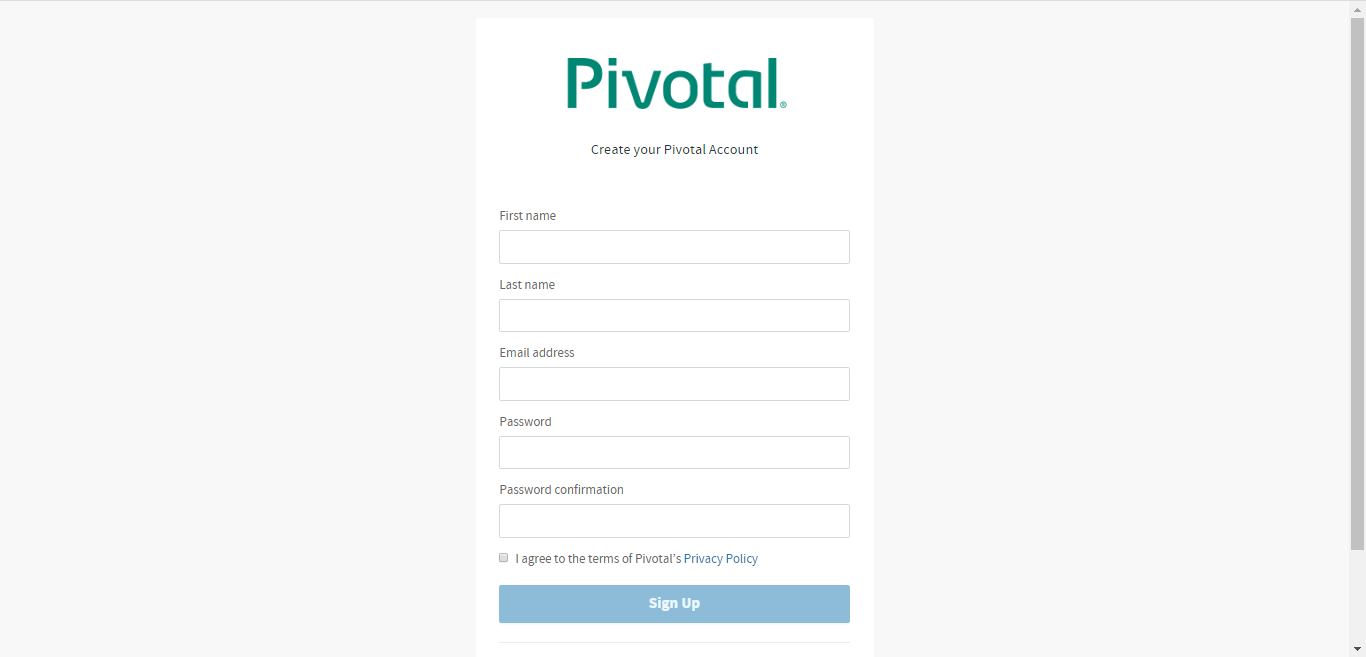 Pivotal®
Create your Pivotal Account
First name
Last name
Email address
Password
Password confirmation
I agree to the terms of Pivotal's Privacy Policy
Sign Up